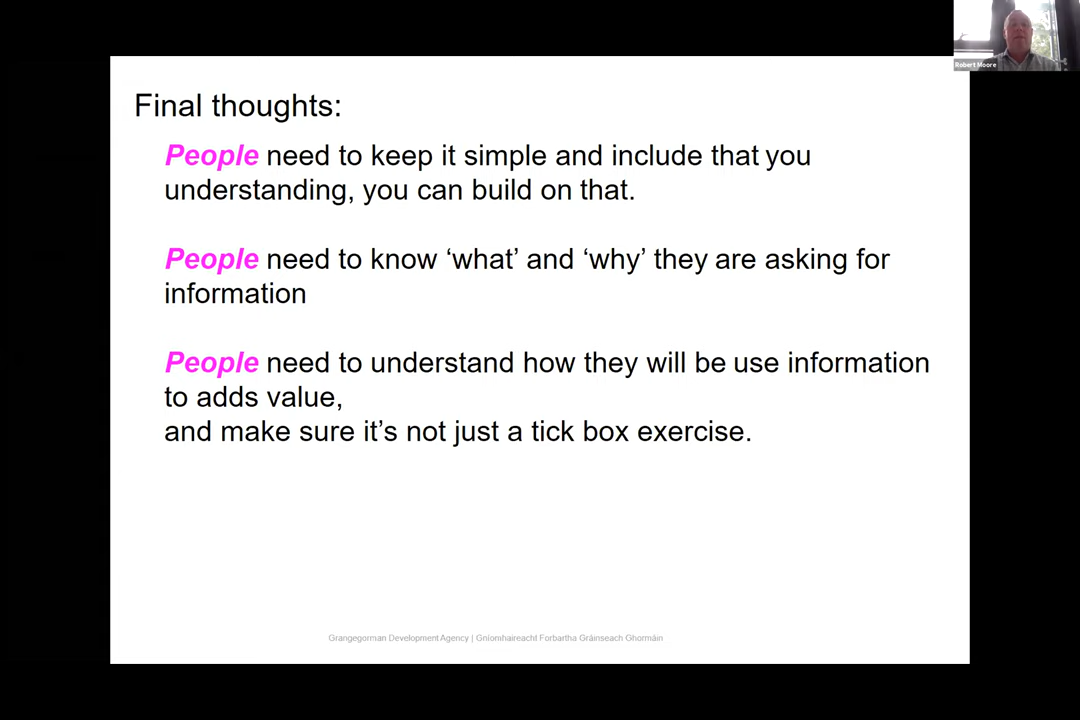 Robert Moore
Final thoughts:
People need to keep it simple and include that you
understanding, you can build on that.
People need to know ‘what’ and ‘why’ they are asking for
information
People need to understand how they will be use information
to adds value,
and make sure it’s not just a tick box exercise.
Grangegorman Development Agency | Gníomhaireacht Forbartha Ghráinseach Ghormáin